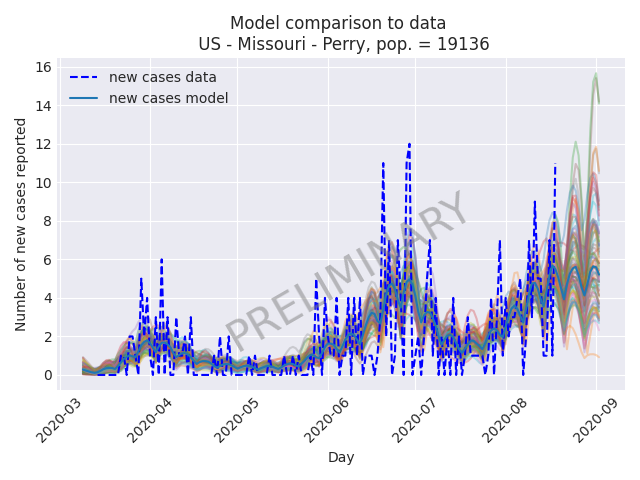 Model comparison to data
US - Missouri - Perry, pop. = 19136
new cases data
new cases model
Number of new cases reported
16
14
12
10
8
6
4
2
0
PRELIMINARY
2020-03
2020-04
2020-05
2020-06
2020-07
2020-08
2020-09
Day